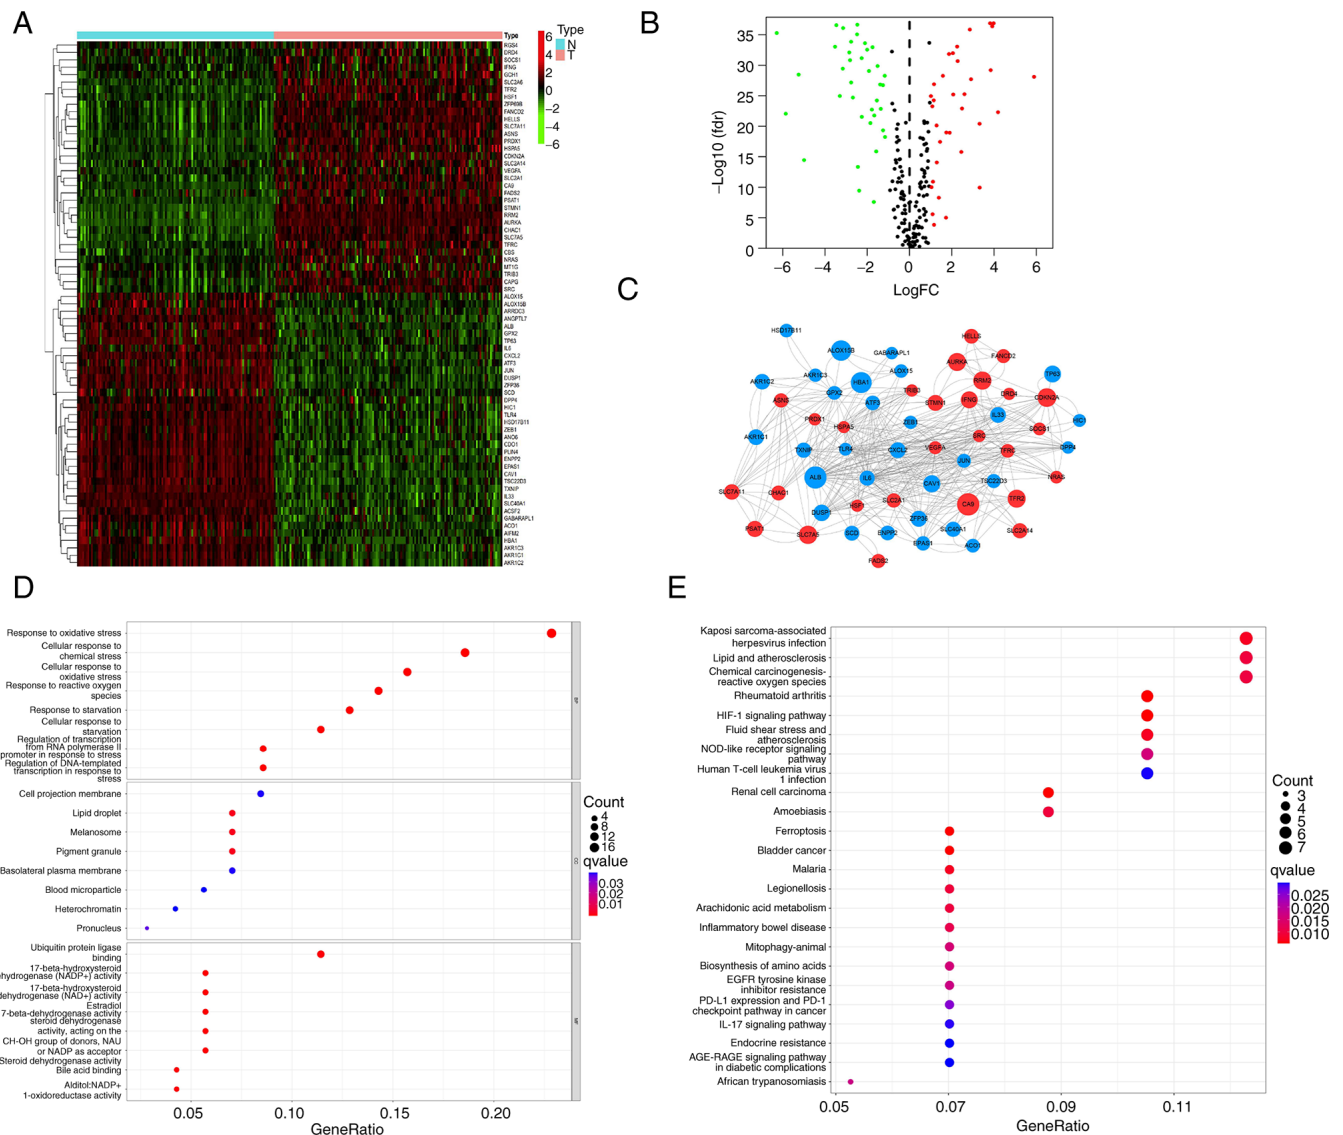 A
Type
N
T
Type
6
4
2
0
−2
−4
−6
RGS4
DRD4
SOCS1
IFNG
GCH1
SLC2A6
TFR2
HSF1
ZFP69B
FANCD2
HELLS
SLC7A11
ASNS
PRDX1
HSPA5
CDKN2A
SLC2A14
VEGFA
SLC2A1
CA9
FADS2
PSAT1
STMN1
RRM2
AURKA
CHAC1
SLC7A5
TFRC
CBS
NRAS
MT1G
TRIB3
CAPG
SRC
ALOX15
ALOX15B
ARRDC3
ANGPTL7
ALB
GPX2
TP63
IL6
CXCL2
ATF3
JUN
DUSP1
ZFP36
SCD
DPP4
HIC1
TLR4
HSD17B11
ZEB1
ANO6
CDO1
PLIN4
ENPP2
EPAS1
CAV1
TSC22D3
TXNIP
IL33
SLC40A1
ACSF2
GABARAPL1
ACO1
AIFM2
HBA1
AKR1C3
AKR1C1
AKR1C2
B
−Log10 (fdr)
35
30
25
20
15
10
5
0
−6
−4
−2
0
2
4
6
LogFC
C
HSD17B11
ALOX15B
GABARAPL1
HELLS
AURKA
FANCD2
AKR1C2
AKR1C3
HBA1
ALOX15
RRM2
TP63
GPX2
TRIB3
DRD4
ASNS
ATF3
STMN1
IFNG
CDKN2A
PRDX1
HSPA5
ZEB1
IL33
SOCS1
HIC1
AKR1C1
TXNIP
TLR4
CXCL2
VEGFA
SRC
TFRC
DPP4
JUN
SLC7A11
CHAC1
ALB
IL6
CAV1
TSC22D3
NRAS
DUSP1
HSF1
SLC2A1
CA9
TFR2
PSAT1
SLC7A5
SCD
ENPP2
ZFP36
SLC40A1
SLC2A14
EPAS1
ACO1
FADS2
D
Response to oxidative stress
Cellular response to
chemical stress
Cellular response to
oxidative stress
Response to reactive oxygen
species
Response to starvation
Cellular response to
starvation
Regulation of transcription
from RNA polymerase II
promoter in response to stress
Regulation of DNA-templated
transcription in response to
stress
BP
Cell projection membrane
Lipid droplet
Melanosome
Pigment granule
Basolateral plasma membrane
Blood microparticle
Heterochromatin
Pronucleus
CC
Ubiquitin protein ligase
binding
17-beta-hydroxysteroid
dehydrogenase (NADP+) activity
17-beta-hydroxysteroid
dehydrogenase (NAD+) activity
Estradiol
7-beta-dehydrogenase activity
steroid dehydrogenase
activity, acting on the
CH-OH group of donors, NAU
or NADP as acceptor
Steroid dehydrogenase activity
Bile acid binding
Alditol:NADP+
1-oxidoreductase activity
MF
0.05
0.10
0.15
0.20
GeneRatio
Count
4
8
12
16
qvalue
0.03
0.02
0.01
E
Kaposi sarcoma-associated
herpesvirus infection
Lipid and atherosclerosis
Chemical carcinogenesis-
reactive oxygen species
Rheumatoid arthritis
HIF-1 signaling pathway
Fluid shear stress and
atherosclerosis
NOD-like receptor signaling
pathway
Human T-cell leukemia virus
1 infection
Renal cell carcinoma
Amoebiasis
Ferroptosis
Bladder cancer
Malaria
Legionellosis
Arachidonic acid metabolism
Inflammatory bowel disease
Mitophagy-animal
Biosynthesis of amino acids
EGFR tyrosine kinase
inhibitor resistance
PD-L1 expression and PD-1
checkpoint pathway in cancer
IL-17 signaling pathway
Endocrine resistance
AGE-RAGE signaling pathway
in diabetic complications
African trypanosomiasis
0.05
0.07
0.09
0.11
GeneRatio
Count
3
4
5
6
7
qvalue
0.025
0.020
0.015
0.010